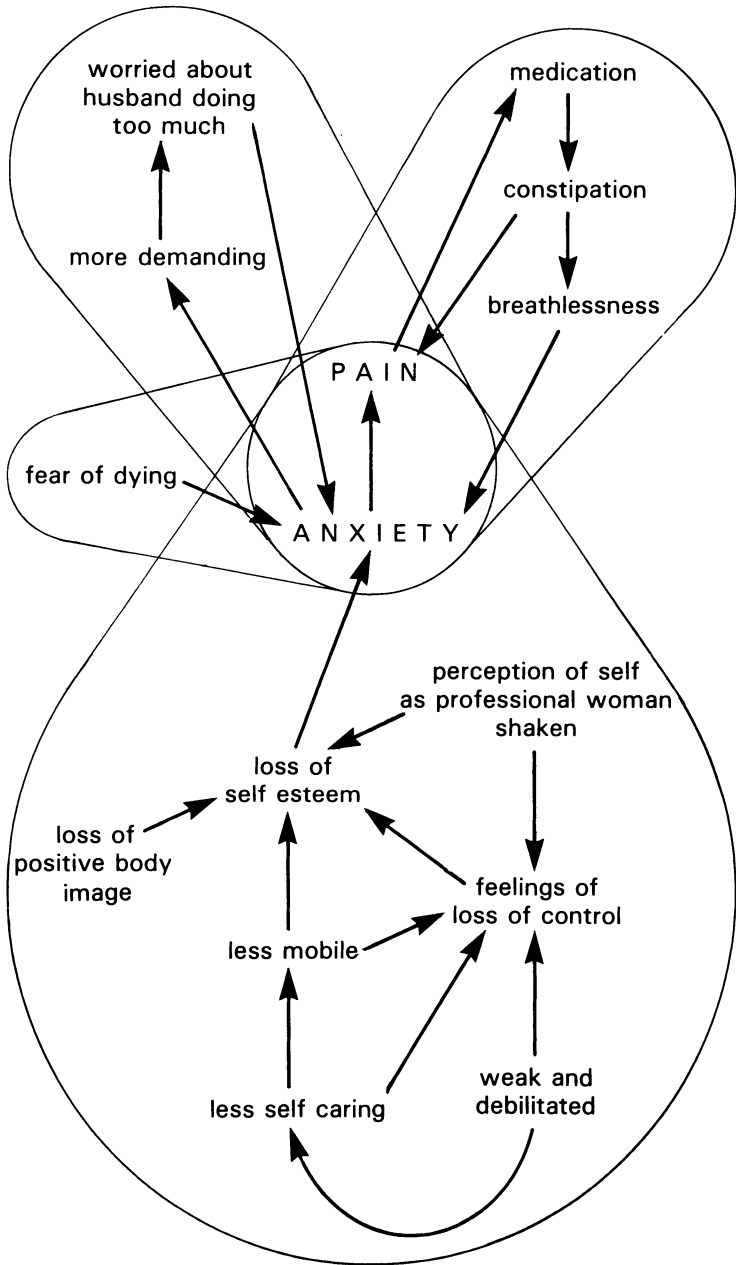 worried about
husband doing
too much
medication
constipation
more demanding
breathlessness
PAIN
fear of dying
ANXIETY
perception of self
as professional woman
shaken
loss of
self esteem
loss of
positive body
image
feelings of
loss of control
less mobile
weak and
debilitated
less self caring